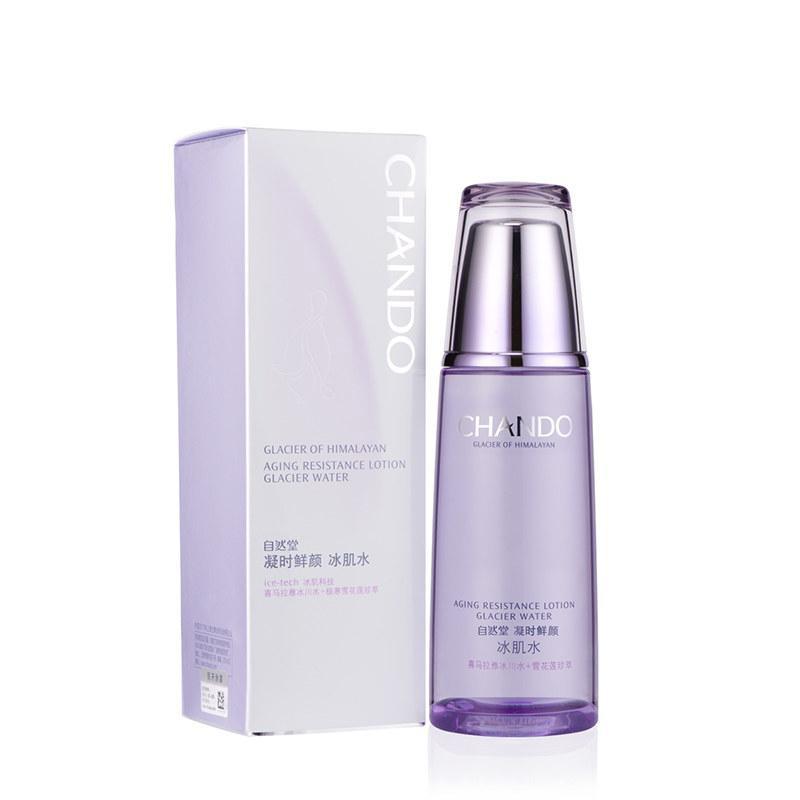 CHANDO
GLACIER OF HIMALAYAN
AGING RESISTANCE LOTION
GLACIER WATER
自然堂
凝时鲜颜 冰肌水
ice-tech 冰肌科技
喜马拉雅冰川水+极寒雪花莲珍萃
CHANDO
GLACIER OF HIMALAYAN
AGING RESISTANCE LOTION
GLACIER WATER
自然堂 凝时鲜颜
冰肌水
喜马拉雅冰川水+雪花莲珍萃